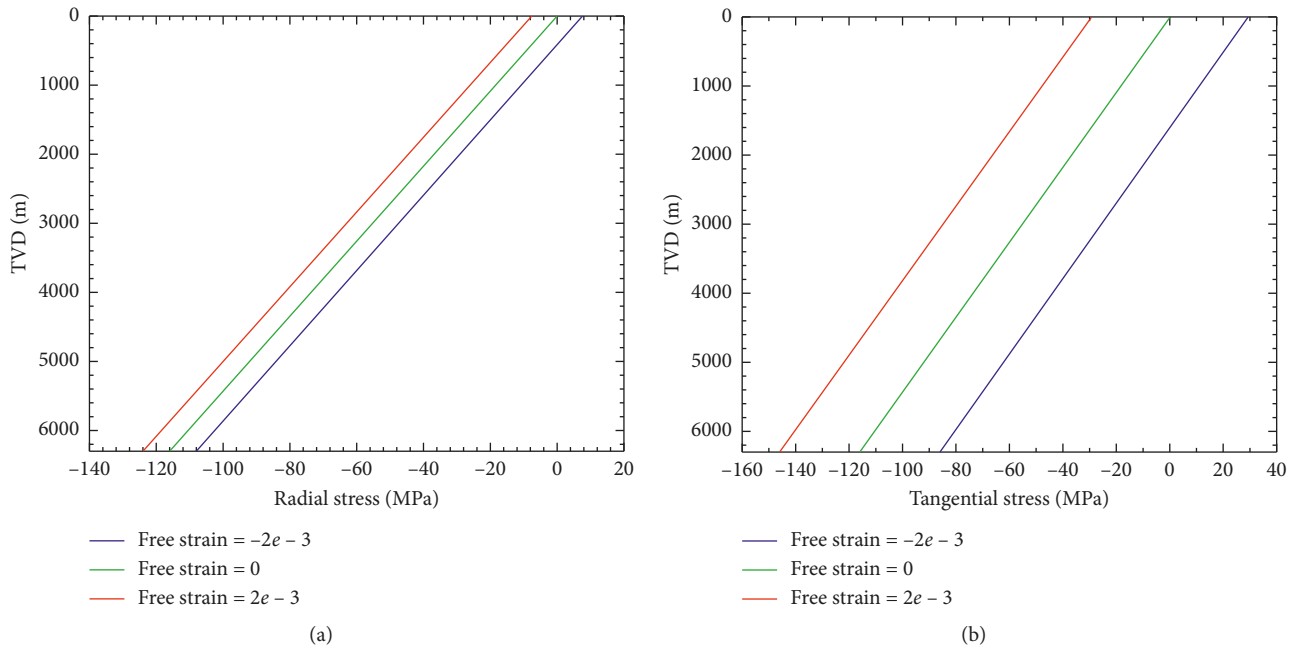 0
1000
2000
3000
4000
5000
6000
TVD (m)
–140 –120 –100 –80 –60 –40 –20 0 20
Radial stress (MPa)
Free strain = –2e – 3
Free strain = 0
Free strain = 2e – 3
(a)
0
1000
2000
3000
4000
5000
6000
TVD (m)
–160 –140 –120 –100 –80 –60 –40 –20 0 20 40
Tangential stress (MPa)
Free strain = –2e – 3
Free strain = 0
Free strain = 2e – 3
(b)